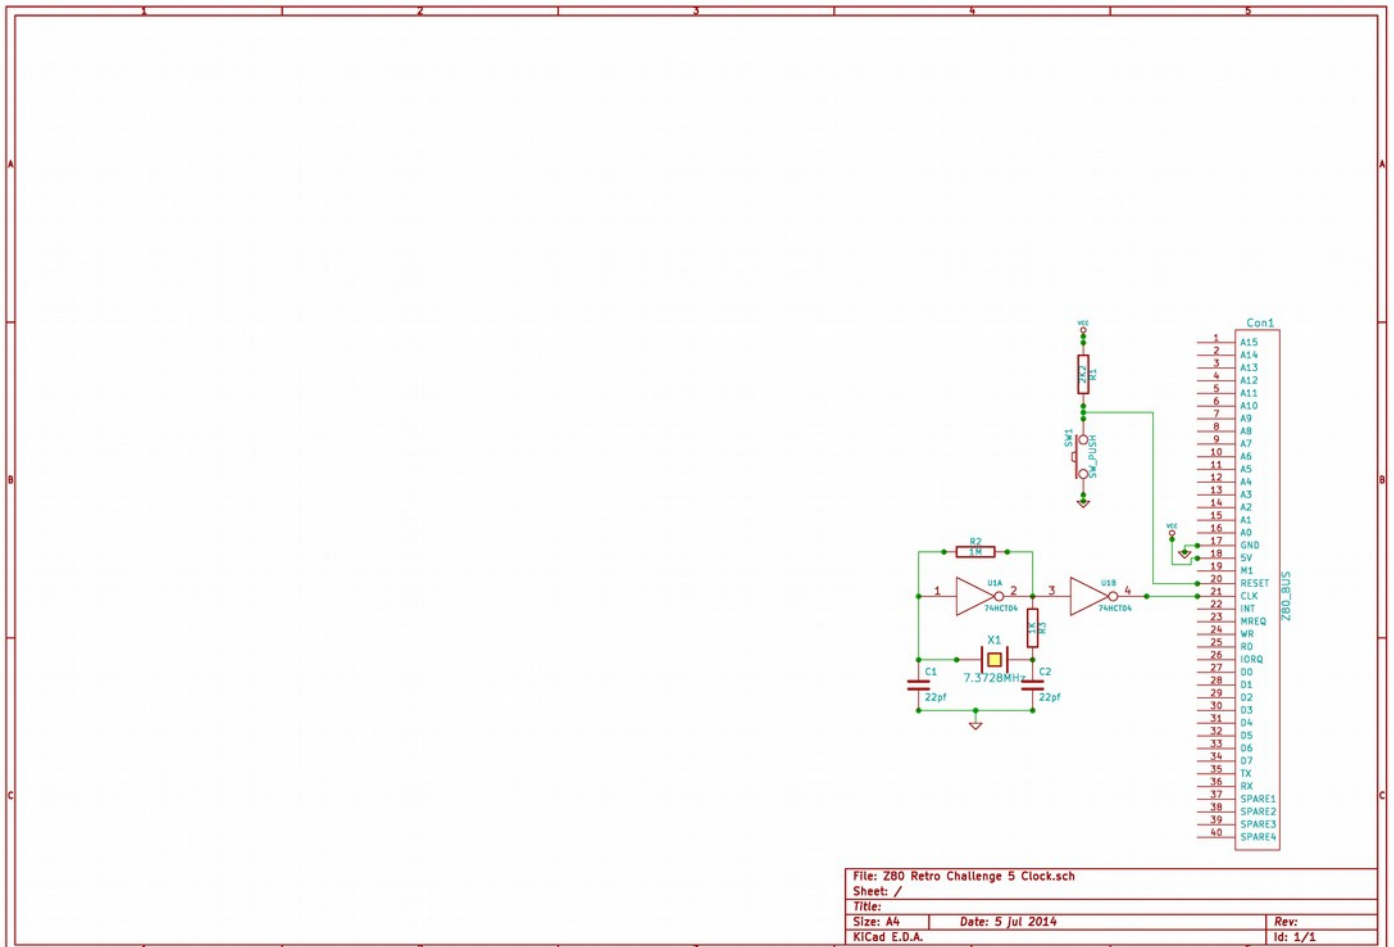 1 2 3 4 5
A A
B B
C C
VCC
2K2
R1
SW1
SW_PUSH
R2
1M
1
U1A
2
74HCT04
3
U1B
4
74HCT04
1K
R3
X1
7.3728MHz
C1
22pf
C2
22pf
VCC
Con1
1 A15
2 A14
3 A13
4 A12
5 A11
6 A10
7 A9
8 A8
9 A7
10 A6
11 A5
12 A4
13 A3
14 A2
15 A1
16 A0
17 GND
18 5V
19 M1
20 RESET
21 CLK
22 INT
23 MREQ
24 WR
25 RD
26 IORQ
27 D0
28 D1
29 D2
30 D3
31 D4
32 D5
33 D6
34 D7
35 TX
36 RX
37 SPARE1
38 SPARE2
39 SPARE3
40 SPARE4
Z80_BUS
File: Z80 Retro Challenge 5 Clock.sch
Sheet: /
Title:
Size: A4 Date: 5 jul 2014 Rev:
KiCad E.D.A. Id: 1/1